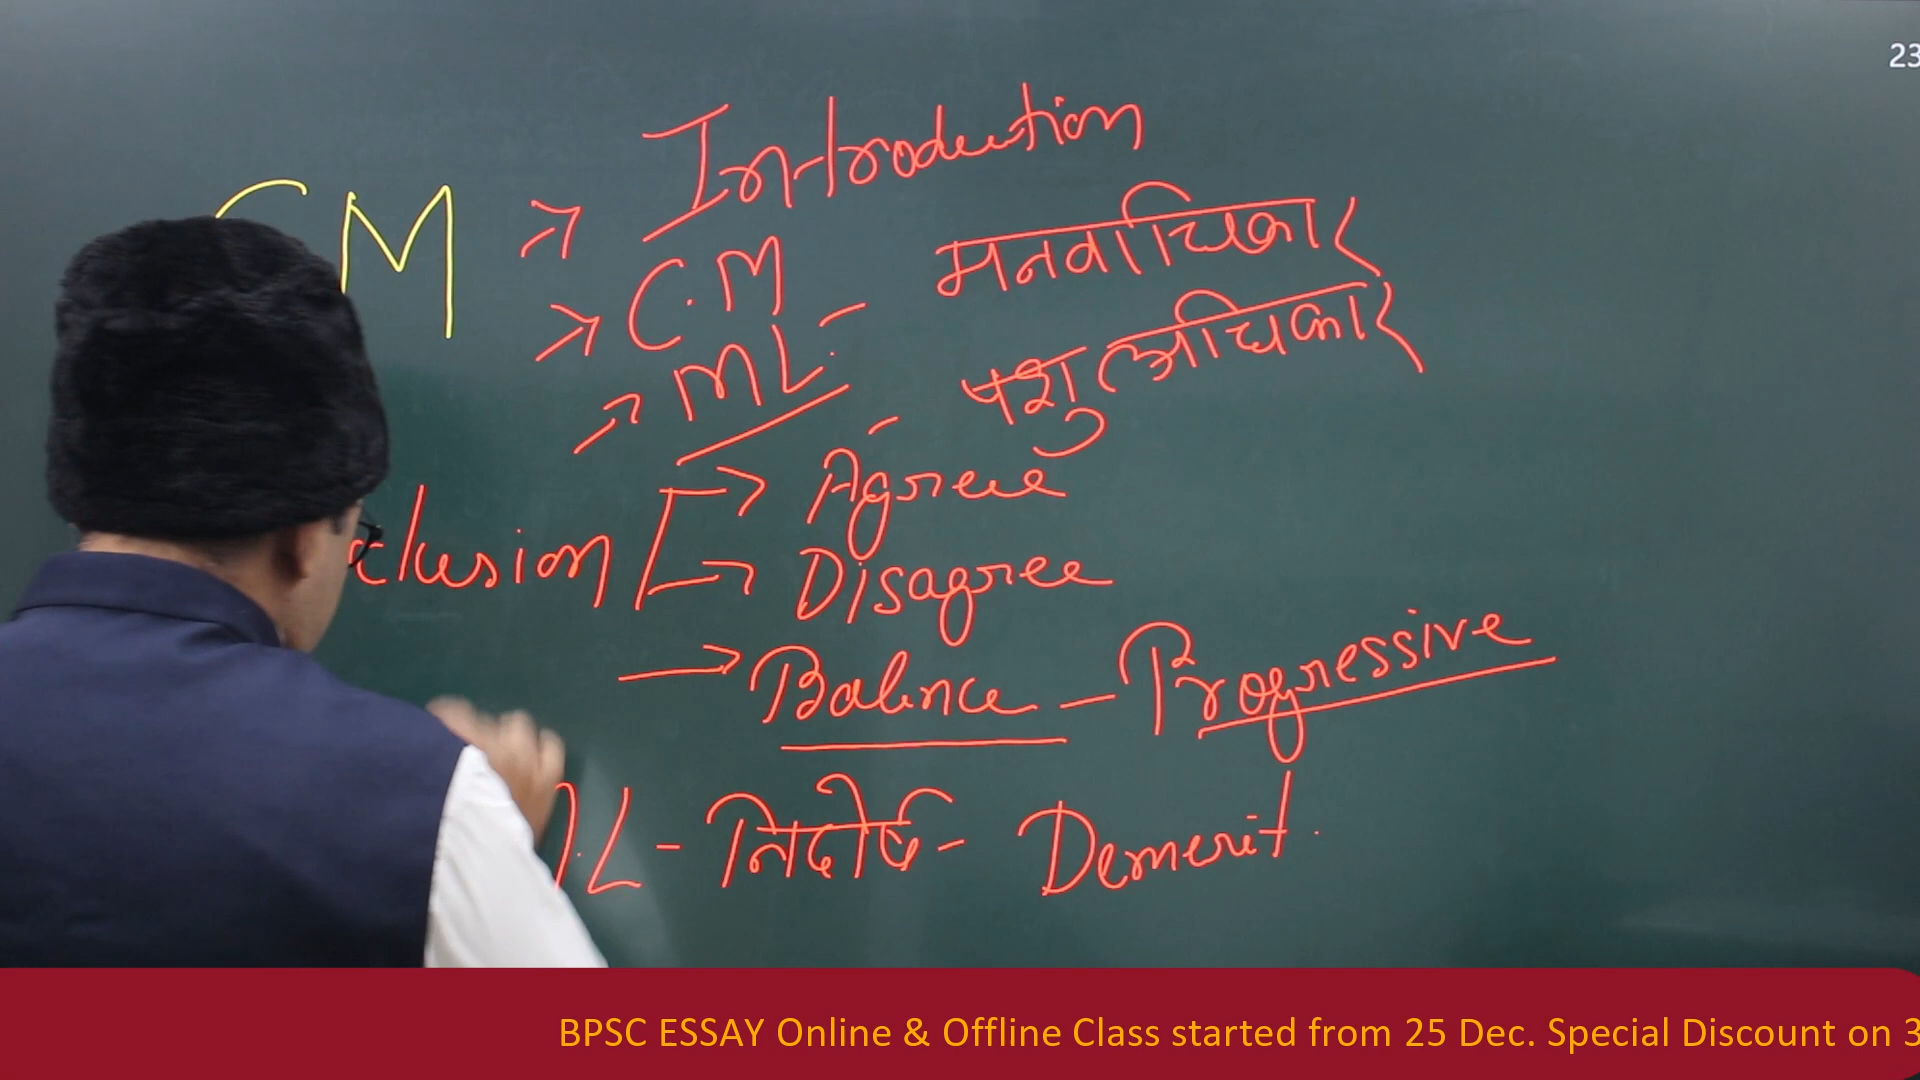 23
CM → Introduction
→ C.M मनवाधिकार
→ ML. - पशु अधिकार
clusion → Agree
→ Disagree
→ Balance - Progressive
L - निर्दोष - Demerit.
BPSC ESSAY Online & Offline Class started from 25 Dec. Special Discount on 3